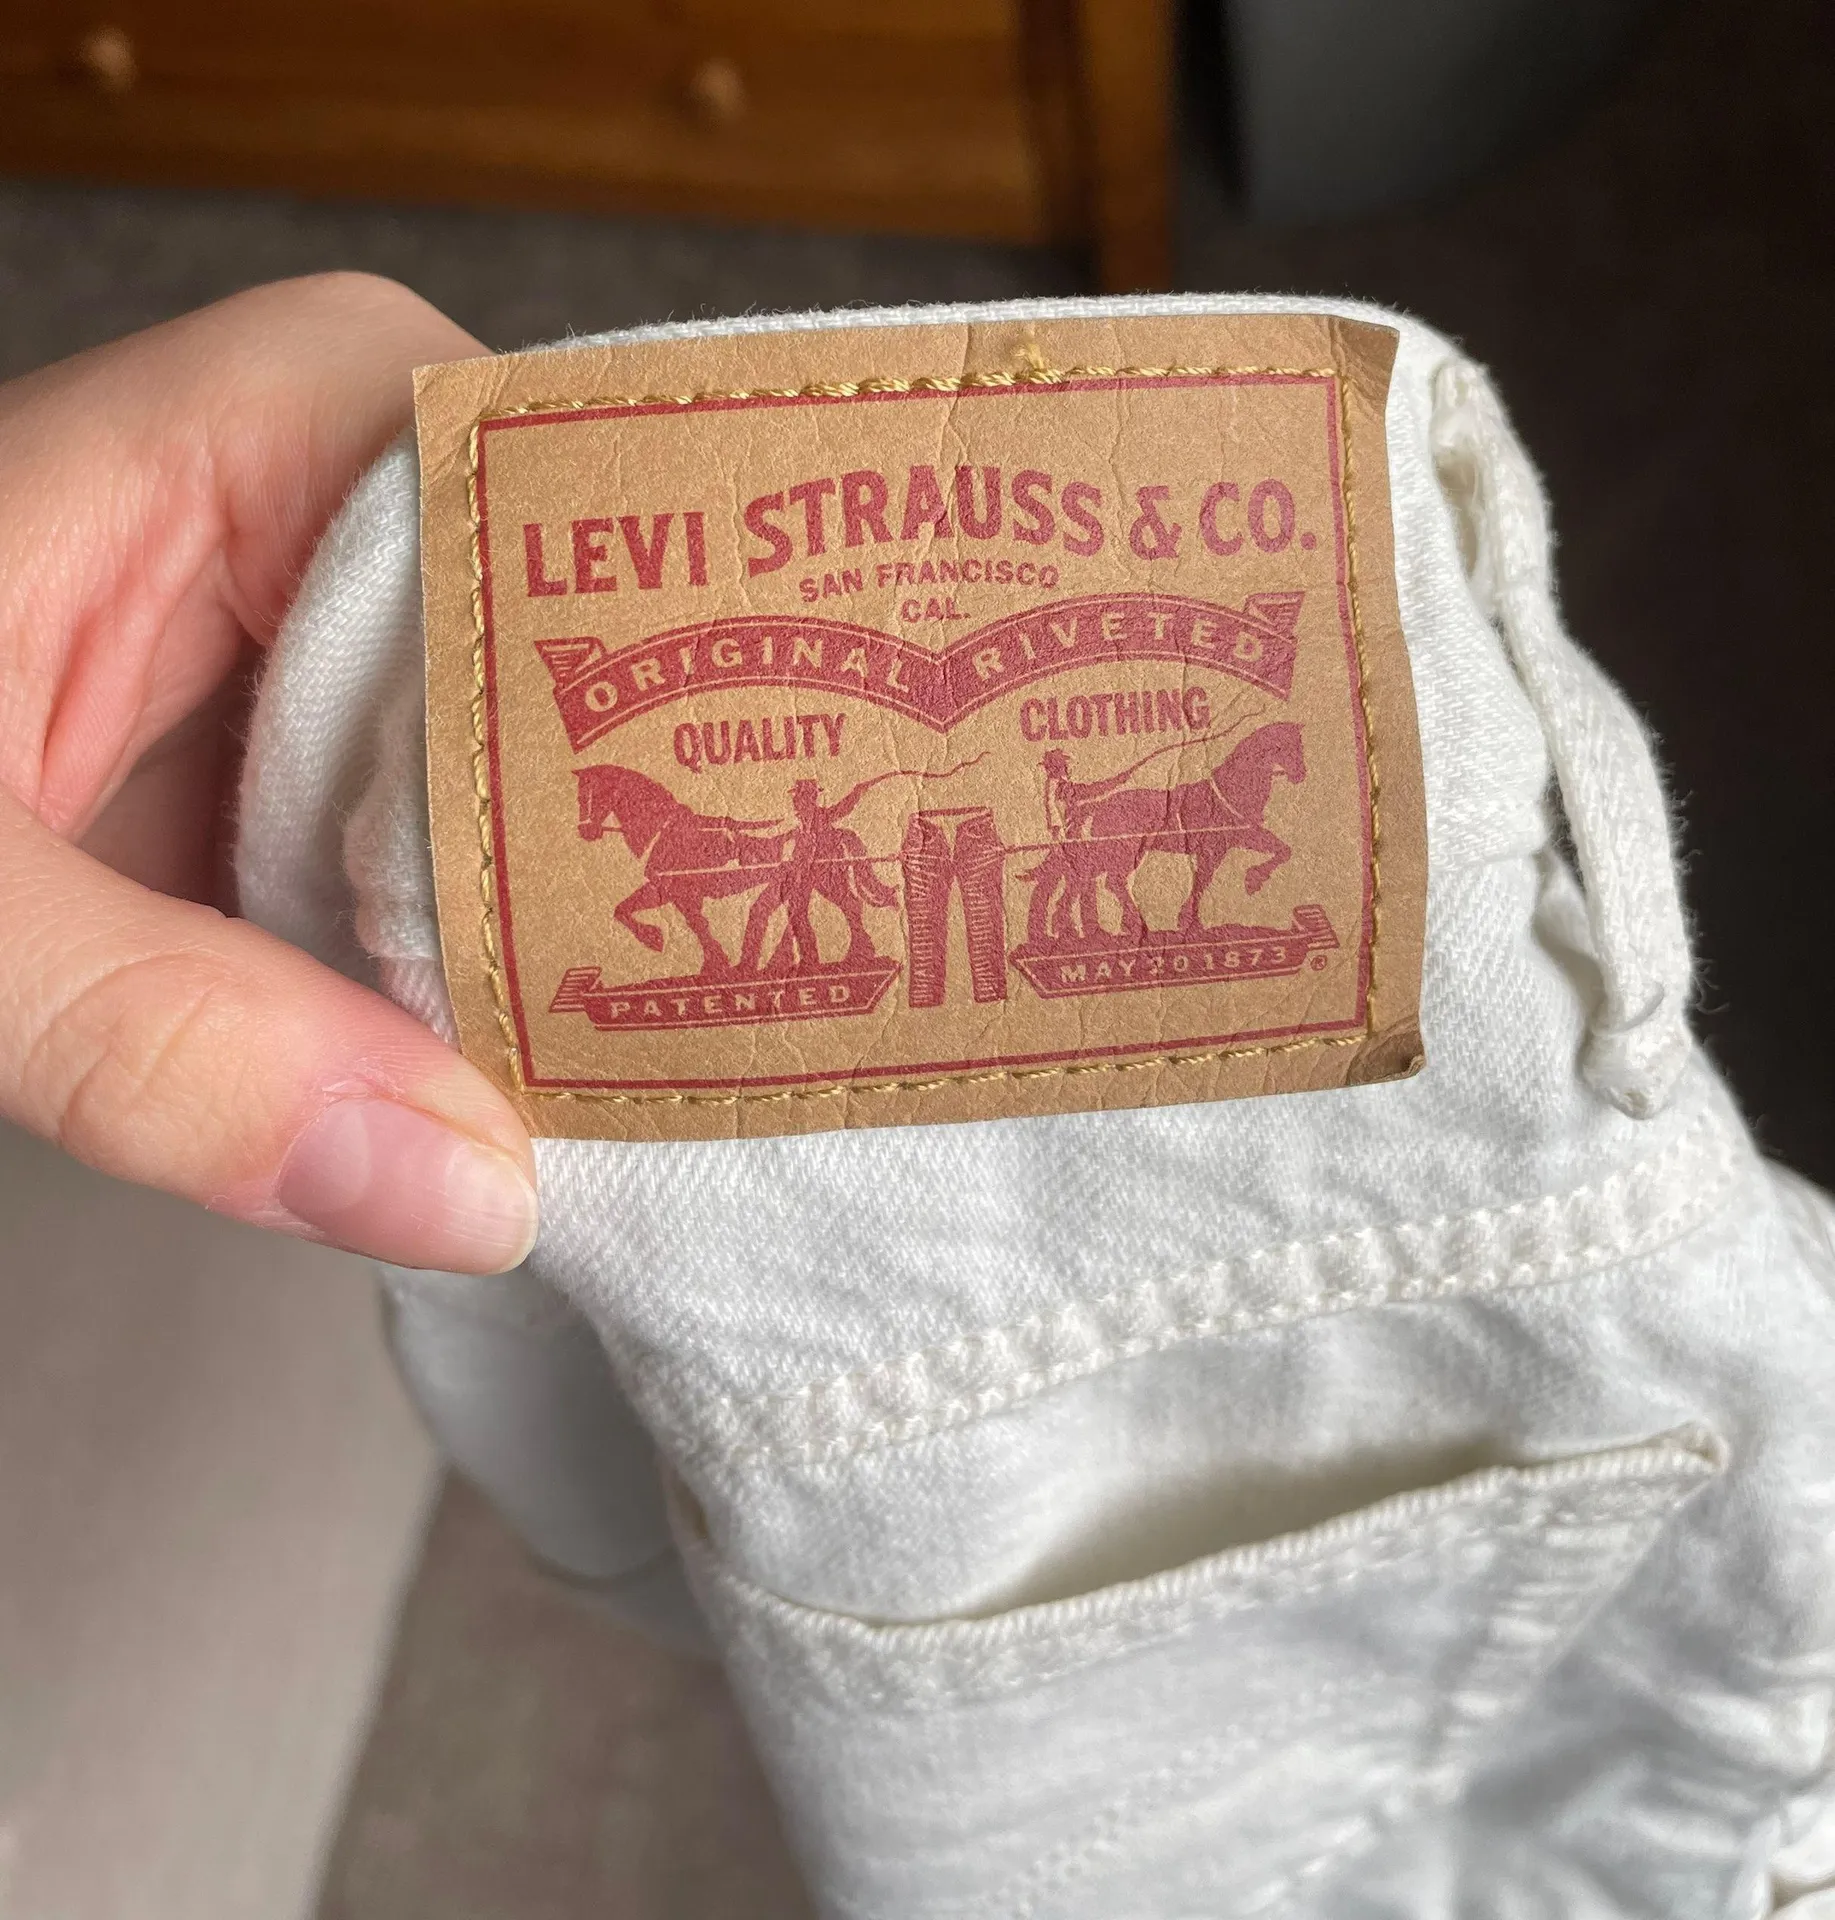 LEVI STRAUSS & CO.
SAN FRANCISCO
CAL.
ORIGINAL RIVETED
QUALITY CLOTHING
PATENTED MAY 20 1873 ®